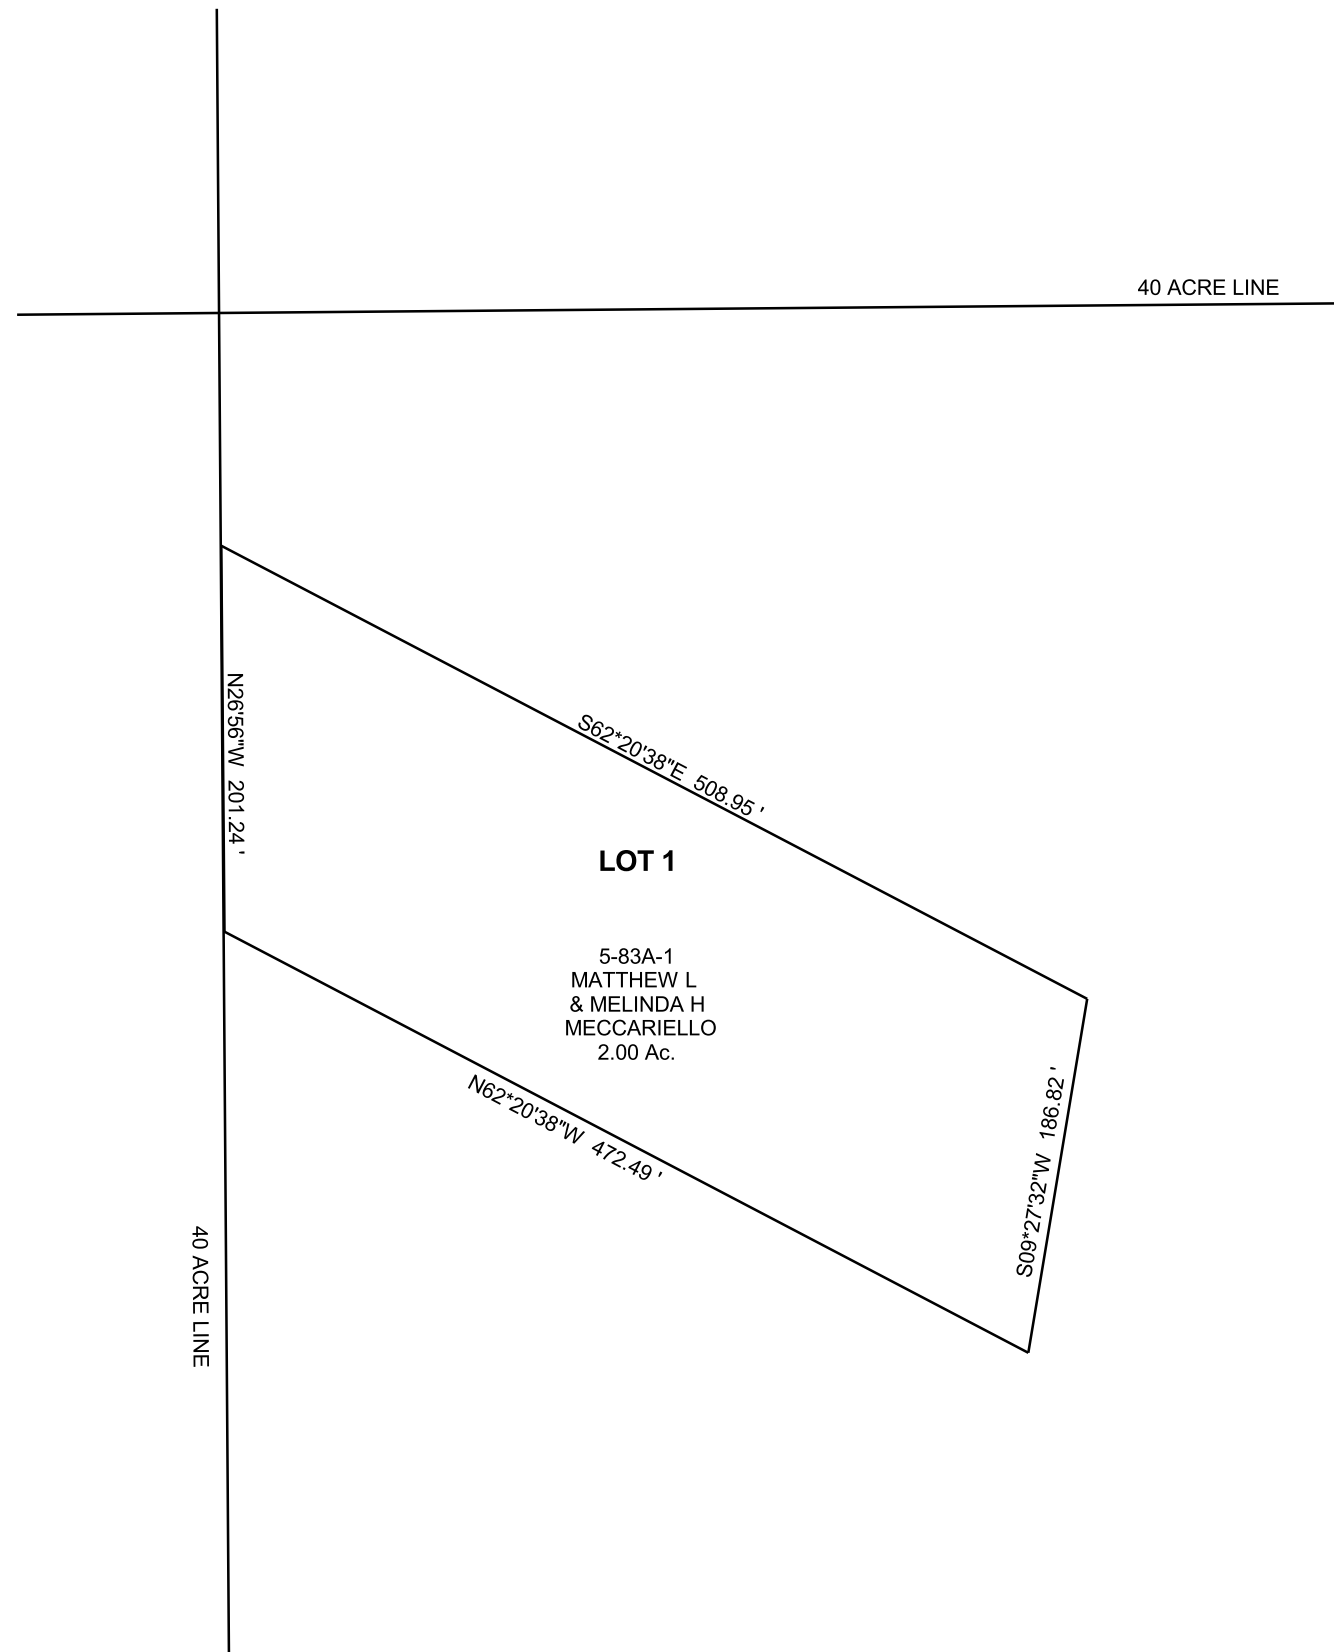 40 ACRE LINE
N26'56"W 201.24 '
S62*20'38"E 508.95 '
LOT 1
5-83A-1
MATTHEW L
& MELINDA H
MECCARIELLO
2.00 Ac.
N62*20'38"W 472.49 '
S09*27'32"W 186.82 '
40 ACRE LINE